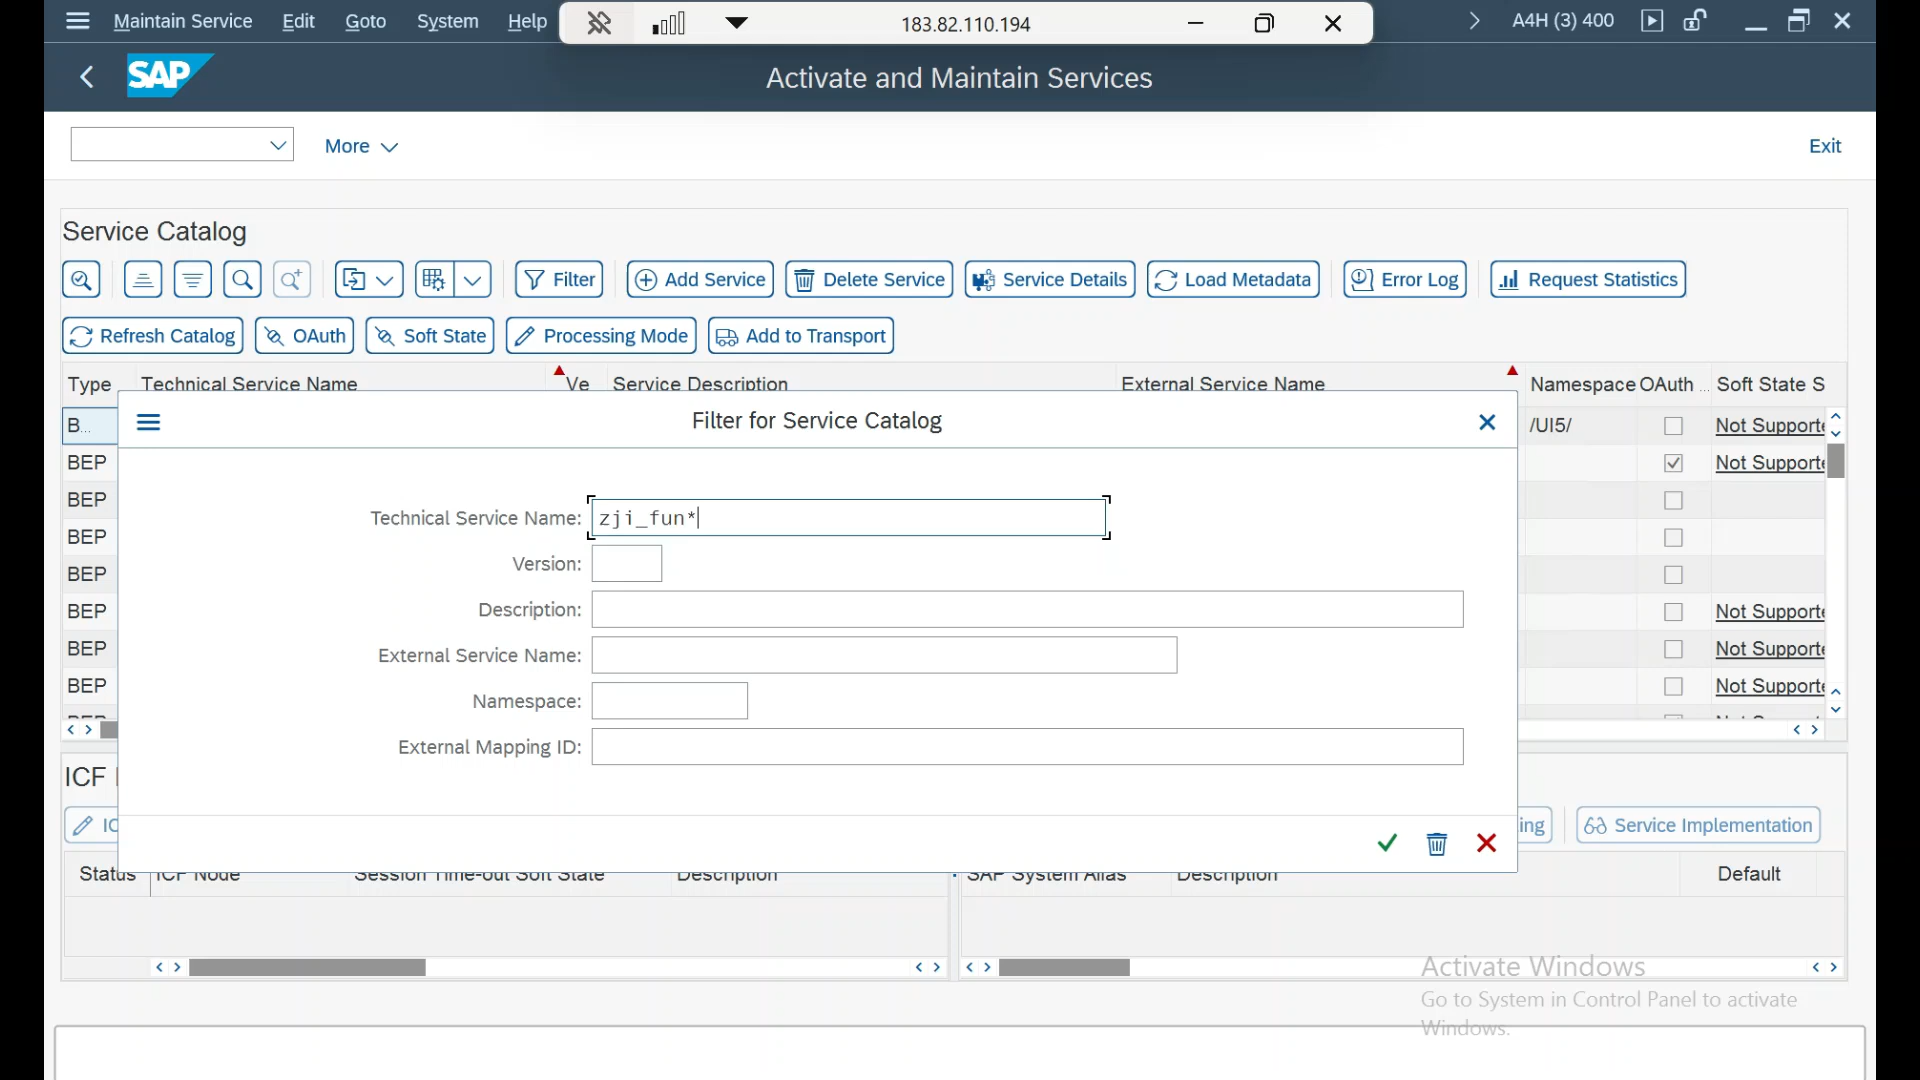 Maintain Service Edit Goto System Help
183.82.110.194
A4H (3) 400
SAP
Activate and Maintain Services
More
Exit
Service Catalog
Filter
Add Service
Delete Service
Service Details
Load Metadata
Error Log
Request Statistics
Refresh Catalog
OAuth
Soft State
Processing Mode
Add to Transport
Type Technical Service Name Ve Service Description External Service Name Namespace OAuth ... Soft State S
B... /UI5/ Not Supporte
BEP Not Supporte
BEP
BEP
BEP
BEP Not Supporte
BEP Not Supporte
BEP Not Supporte
Filter for Service Catalog
Technical Service Name: zji_fun*
Version:
Description:
External Service Name:
Namespace:
External Mapping ID:
ICF
IC
ing
Service Implementation
Status ICF Node Session Time-out Soft State Description
SAP System Alias Description Default
Activate Windows
Go to System in Control Panel to activate
Windows.